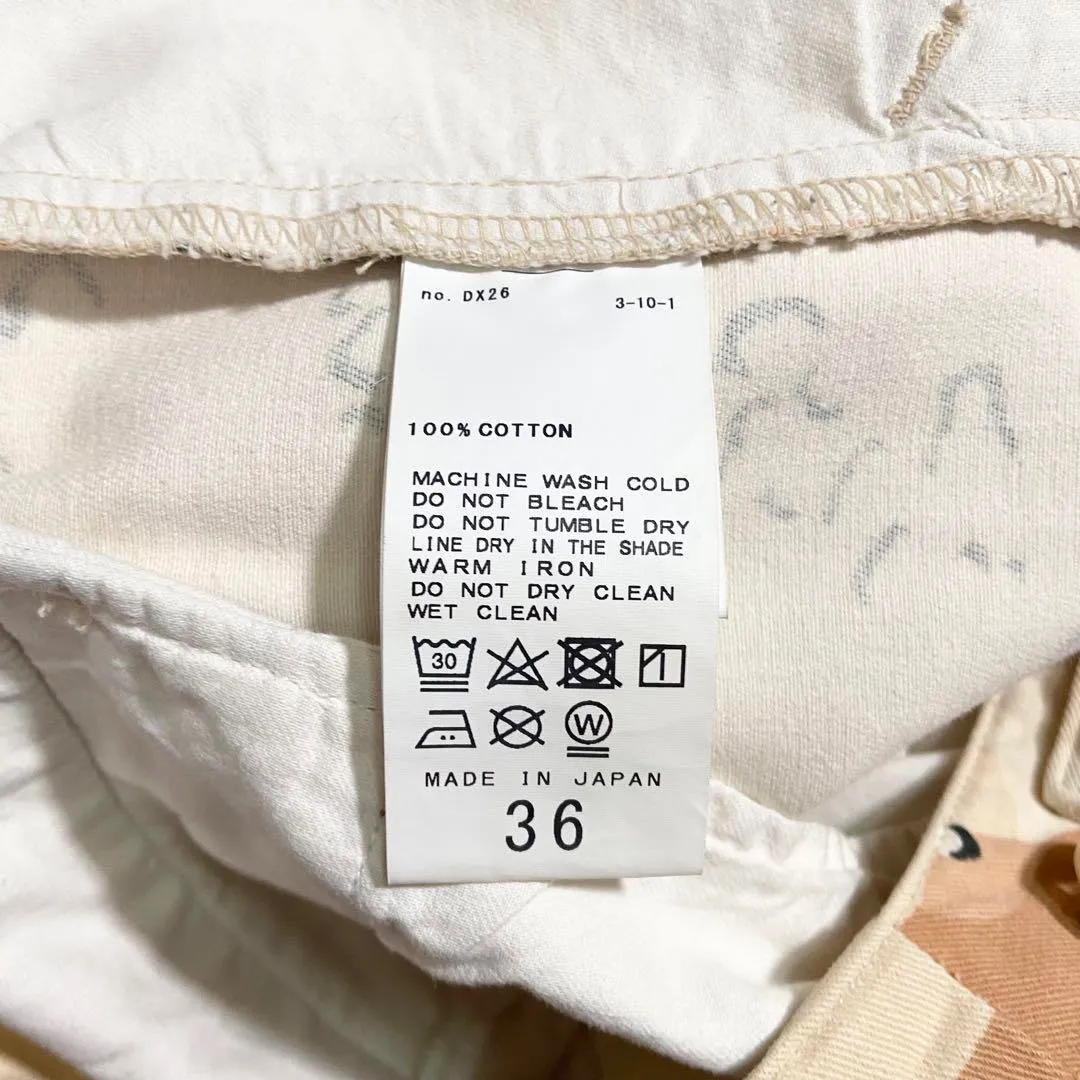 no. DX26
3-10-1
100% COTTON
MACHINE WASH COLD
DO NOT BLEACH
DO NOT TUMBLE DRY
LINE DRY IN THE SHADE
WARM IRON
DO NOT DRY CLEAN
WET CLEAN
30
W
MADE IN JAPAN
36